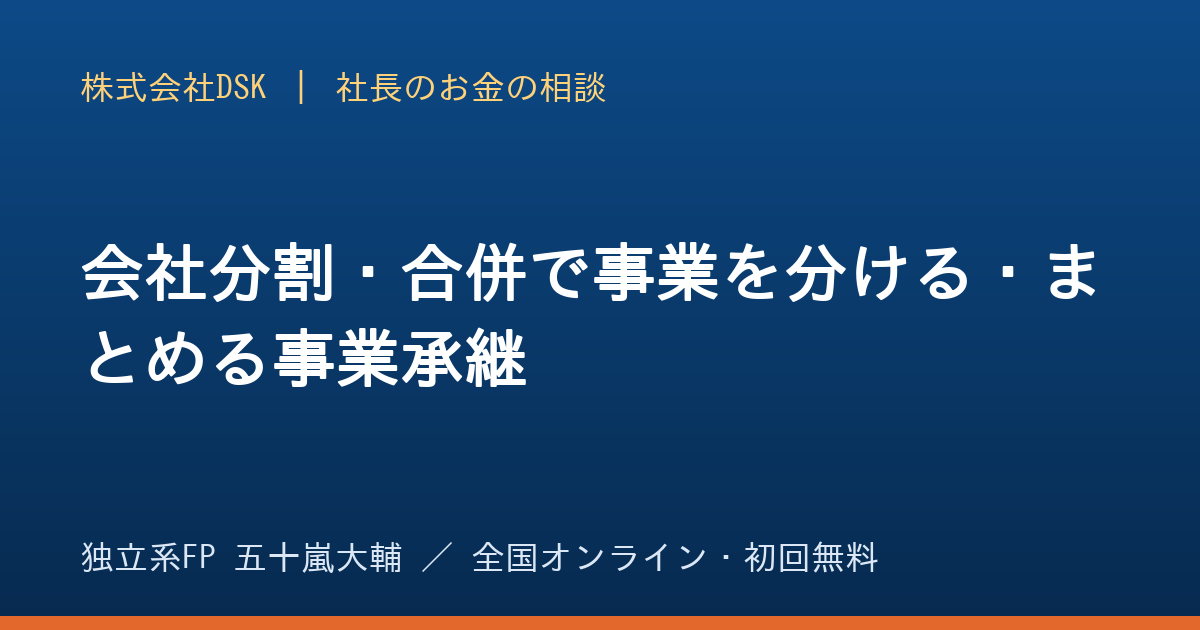 株式会社DSK ｜ 社長のお金の相談
会社分割・合併で事業を分ける・ま
とめる事業承継
独立系FP 五十嵐大輔 ／ 全国オンライン・初回無料